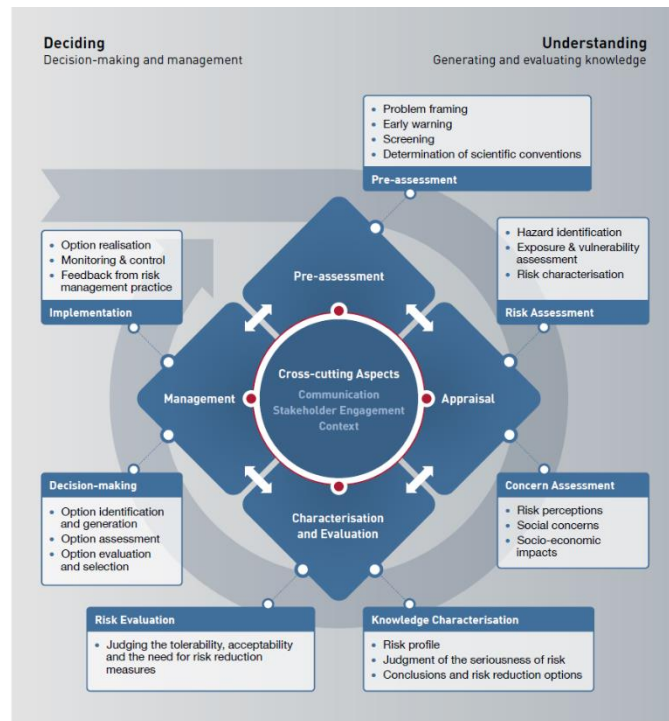 Deciding
Decision-making and management
Understanding
Generating and evaluating knowledge
• Problem framing
• Early warning
• Screening
• Determination of scientific conventions
Pre-assessment
• Option realisation
• Monitoring & control
• Feedback from risk
management practice
Implementation
• Hazard identification
• Exposure & vulnerability
assessment
• Risk characterisation
Risk Assessment
Pre-assessment
Management
Cross-cutting Aspects
Communication
Stakeholder Engagement
Context
Appraisal
Characterisation
and Evaluation
Decision-making
• Option identification
and generation
• Option assessment
• Option evaluation
and selection
Concern Assessment
• Risk perceptions
• Social concerns
• Socio-economic
impacts
Risk Evaluation
• Judging the tolerability, acceptability
and the need for risk reduction
measures
Knowledge Characterisation
• Risk profile
• Judgment of the seriousness of risk
• Conclusions and risk reduction options